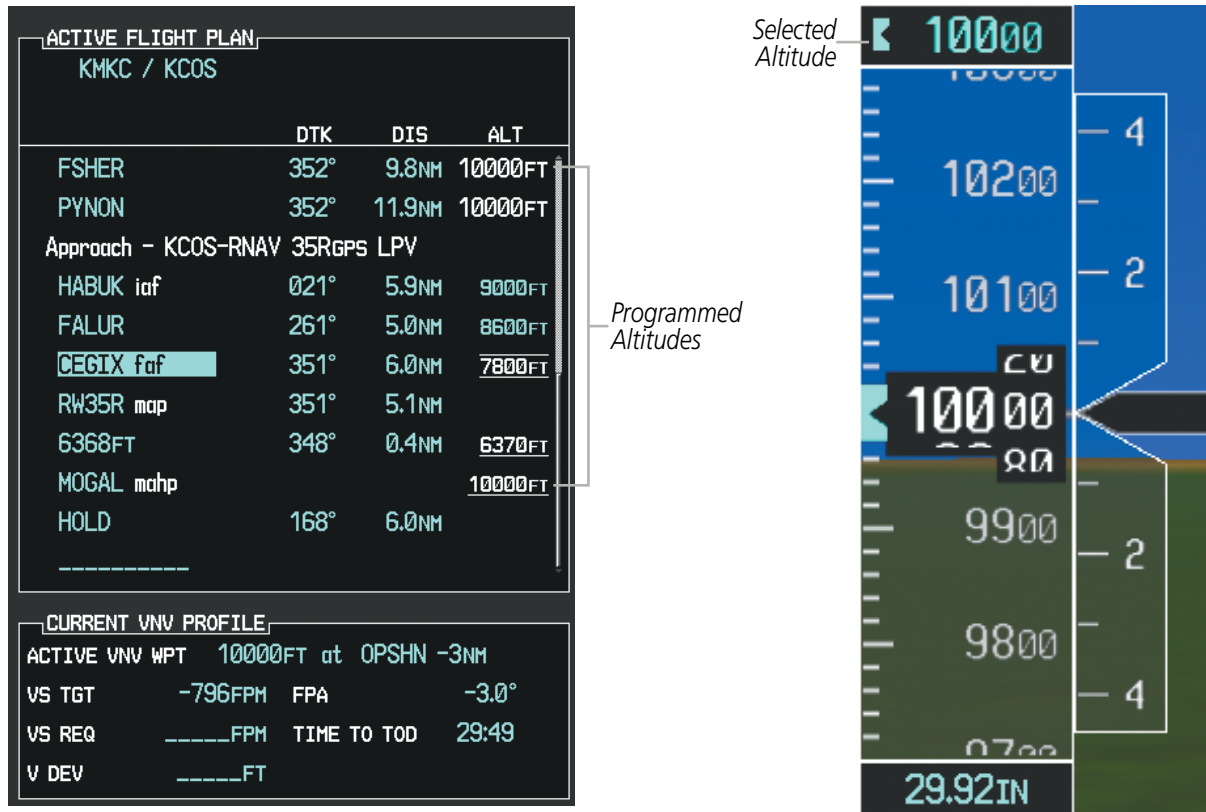 ACTIVE FLIGHT PLAN
KMKC / KCOS
DTK DIS ALT
FSHER 352° 9.8NM 10000FT
PYNON 352° 11.9NM 10000FT
Approach – KCOS-RNAV 35RGPS LPV
HABUK iaf 021° 5.9NM 9000FT
FALUR 261° 5.0NM 8600FT
CEGIX faf 351° 6.0NM 7800FT
RW35R map 351° 5.1NM
6368FT 348° 0.4NM 6370FT
MOGAL mahp 10000FT
HOLD 168° 6.0NM
__________
CURRENT VNV PROFILE
ACTIVE VNV WPT 10000FT at OPSHN -3NM
VS TGT -796FPM FPA -3.0°
VS REQ _____FPM TIME TO TOD 29:49
V DEV _____FT
Programmed
Altitudes
Selected
Altitude
10000
4
10200
2
10100
20
10000
80
9900
2
9800
4
9700
29.92IN